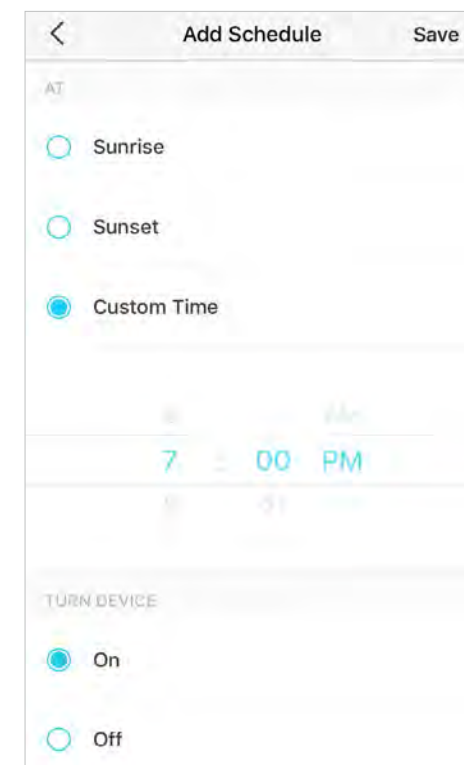 Add Schedule Save
AT
Sunrise
Sunset
Custom Time
7 : 00 PM
TURN DEVICE
On
Off